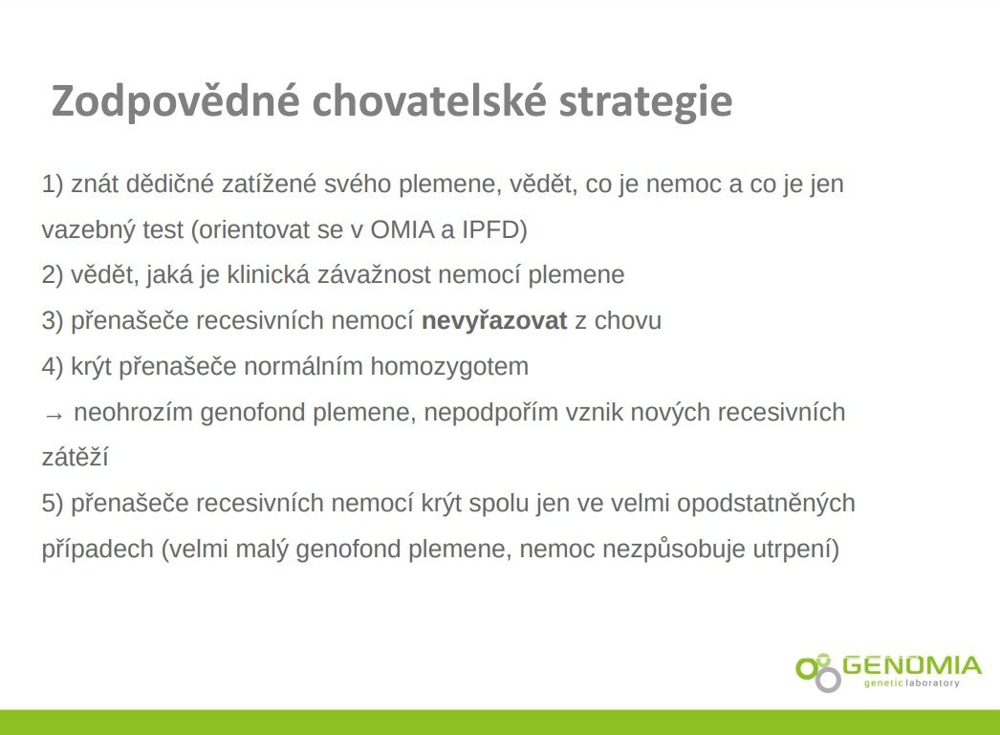 Zodpovědné chovatelské strategie
1) znát dědičné zatížené svého plemene, vědět, co je nemoc a co je jen
vazebný test (orientovat se v OMIA a IPFD)
2) vědět, jaká je klinická závažnost nemocí plemene
3) přenašeče recesivních nemocí nevyřazovat z chovu
4) krýt přenašeče normálním homozygotem
→ neohrozím genofond plemene, nepodpořím vznik nových recesivních
zátěží
5) přenašeče recesivních nemocí krýt spolu jen ve velmi opodstatněných
případech (velmi malý genofond plemene, nemoc nezpůsobuje utrpení)
GENOMIA
genetic laboratory